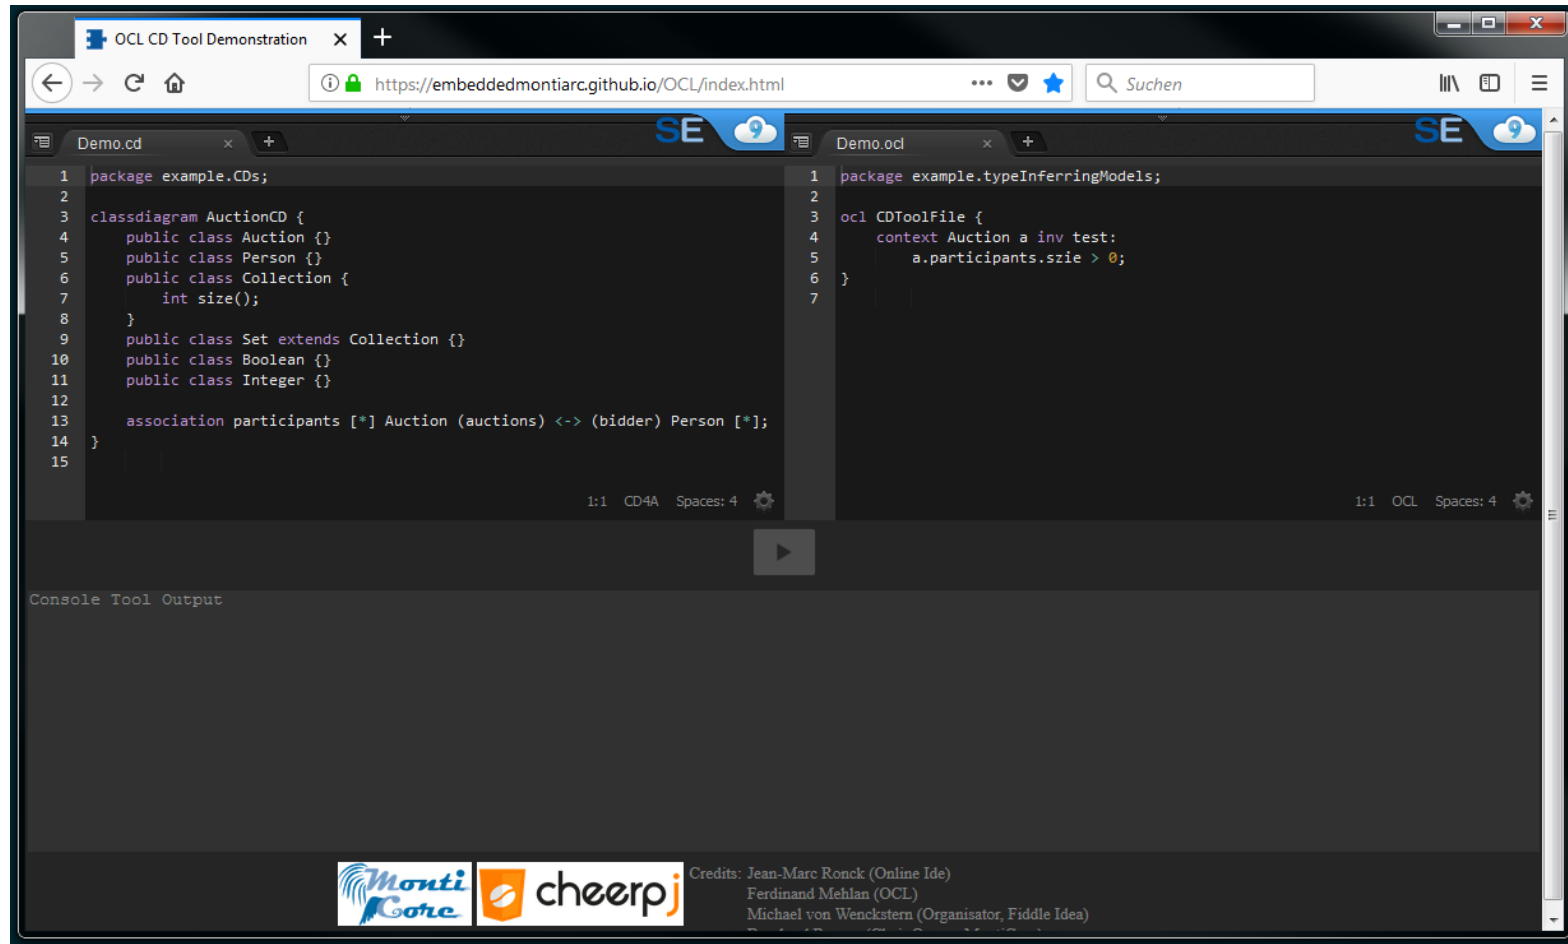 OCL CD Tool Demonstration
https://embeddedmontiarc.github.io/OCL/index.html
Suchen
Demo.cd
SE 9
Demo.ocl
SE 9
1 package example.CDs;
2
3 classdiagram AuctionCD {
4 public class Auction {}
5 public class Person {}
6 public class Collection {
7 int size();
8 }
9 public class Set extends Collection {}
10 public class Boolean {}
11 public class Integer {}
12
13 association participants [*] Auction (auctions) <-> (bidder) Person [*];
14 }
15
1:1 CD4A Spaces: 4
1 package example.typeInferringModels;
2
3 ocl CDToolFile {
4 context Auction a inv test:
5 a.participants.szie > 0;
6 }
7
1:1 OCL Spaces: 4
Console Tool Output
Monti
Core
cheerpj
Credits: Jean-Marc Ronck (Online Ide)
Ferdinand Mehlan (OCL)
Michael von Wenckstern (Organisator, Fiddle Idea)